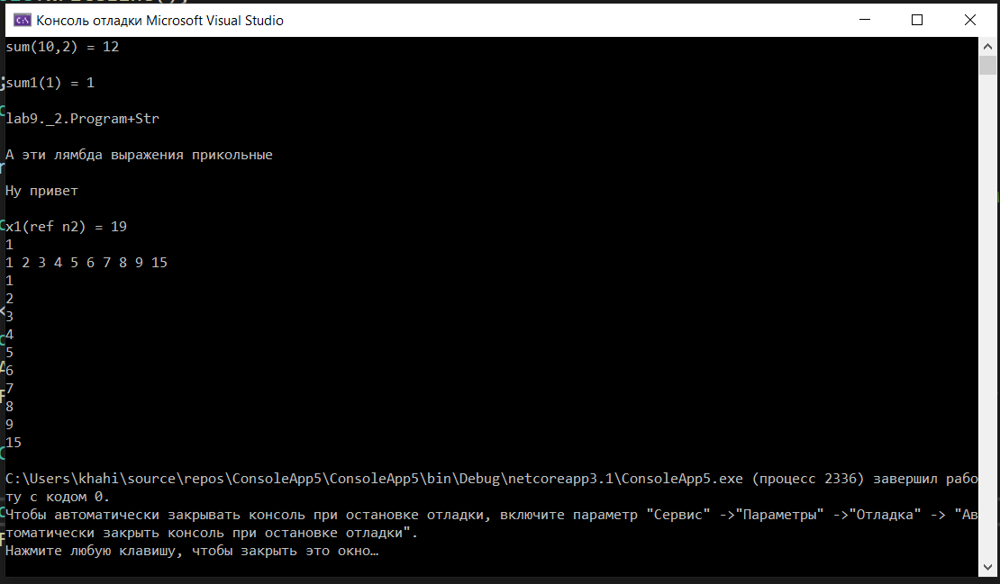 Консоль отладки Microsoft Visual Studio
sum(10,2) = 12
sum1(1) = 1
lab9._2.Program+Str
А эти лямбда выражения прикольные
Ну привет
x1(ref n2) = 19
1
1 2 3 4 5 6 7 8 9 15
1
2
3
4
5
6
7
8
9
15
C:\Users\khahi\source\repos\ConsoleApp5\ConsoleApp5\bin\Debug\netcoreapp3.1\ConsoleApp5.exe (процесс 2336) завершил рабо
ту с кодом 0.
Чтобы автоматически закрывать консоль при остановке отладки, включите параметр "Сервис" ->"Параметры" ->"Отладка" -> "Ав
томатически закрыть консоль при остановке отладки".
Нажмите любую клавишу, чтобы закрыть это окно…